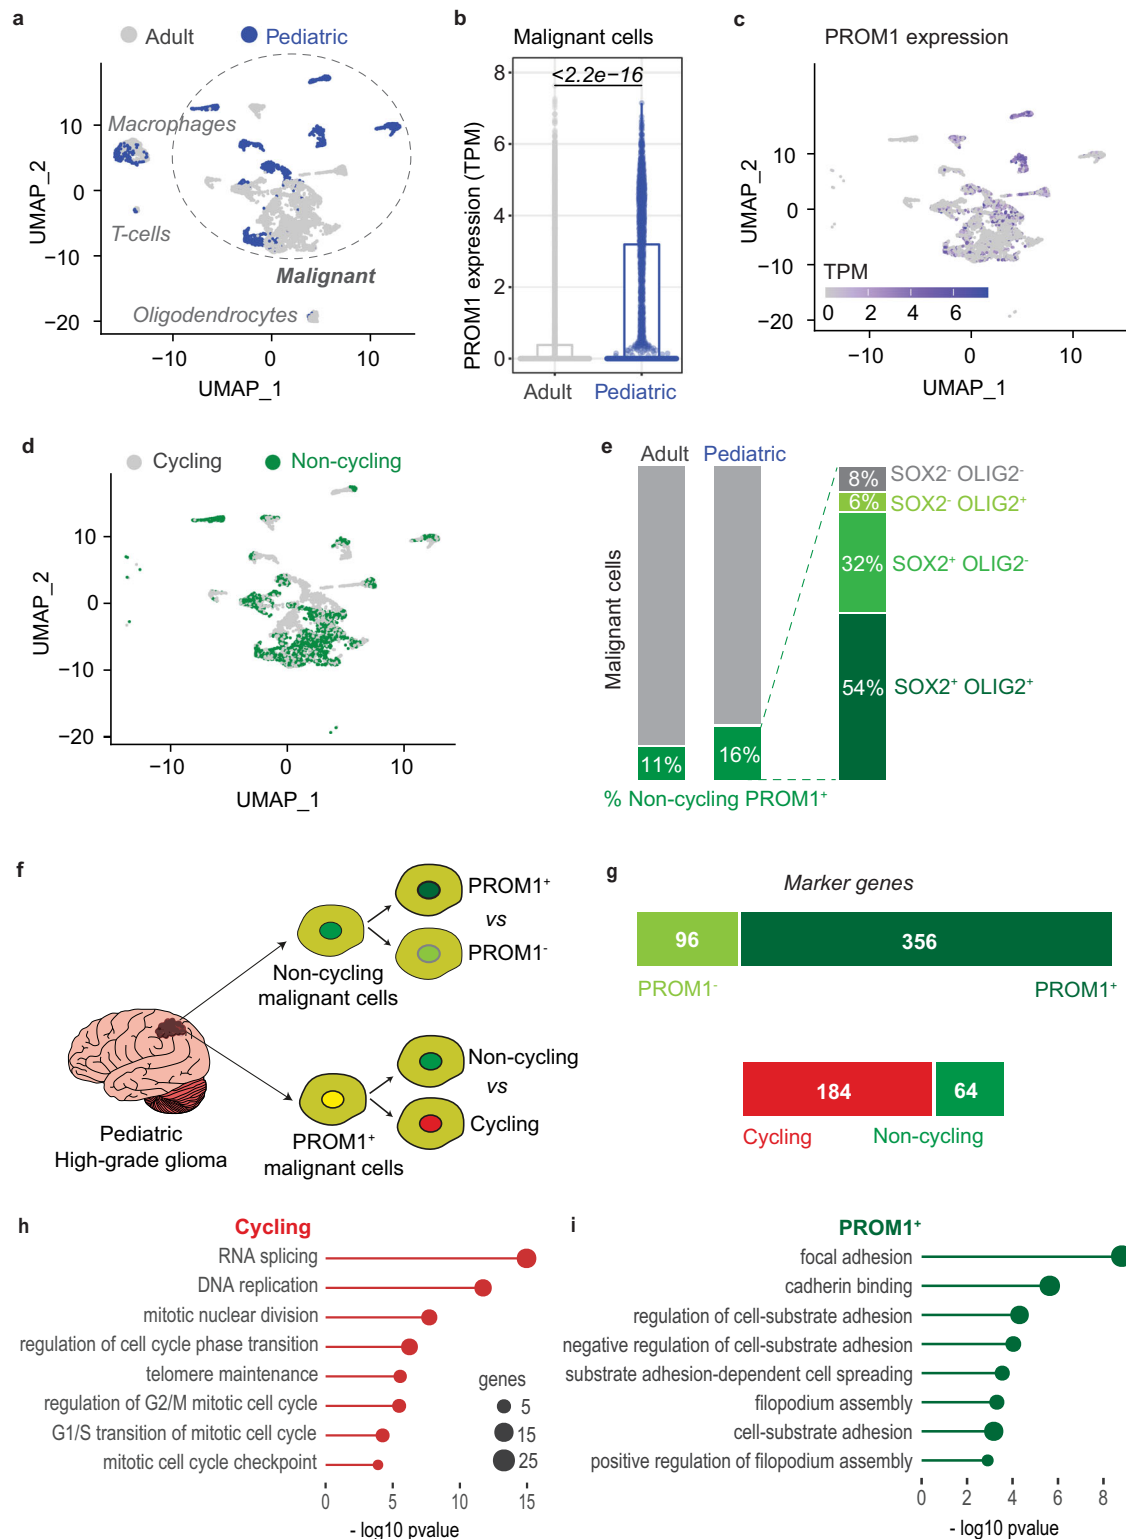 a
Adult
Pediatric
10
0
−10
−20
UMAP_2
Macrophages
T-cells
Malignant
Oligodendrocytes
−10
0
10
UMAP_1
b
Malignant cells
<2.2e−16
8
6
4
2
0
PROM1 expression (TPM)
Adult
Pediatric
c
PROM1 expression
10
0
−10
−20
UMAP_2
TPM
0 2 4 6
−10
0
10
UMAP_1
d
Cycling
Non-cycling
10
0
−10
−20
UMAP_2
−10
0
10
UMAP_1
e
Adult
Pediatric
Malignant cells
11%
16%
% Non-cycling PROM1⁺
8%
SOX2⁻ OLIG2⁻
6%
SOX2⁻ OLIG2⁺
32%
SOX2⁺ OLIG2⁻
54%
SOX2⁺ OLIG2⁺
f
Pediatric
High-grade glioma
Non-cycling
malignant cells
PROM1⁺
vs
PROM1⁻
PROM1⁺
malignant cells
Non-cycling
vs
Cycling
g
Marker genes
96
356
PROM1⁻
PROM1⁺
184
64
Cycling
Non-cycling
h
Cycling
RNA splicing
DNA replication
mitotic nuclear division
regulation of cell cycle phase transition
telomere maintenance
regulation of G2/M mitotic cell cycle
G1/S transition of mitotic cell cycle
mitotic cell cycle checkpoint
genes
5
15
25
0 5 10 15
- log10 pvalue
i
PROM1⁺
focal adhesion
cadherin binding
regulation of cell-substrate adhesion
negative regulation of cell-substrate adhesion
substrate adhesion-dependent cell spreading
filopodium assembly
cell-substrate adhesion
positive regulation of filopodium assembly
0 2 4 6 8
- log10 pvalue